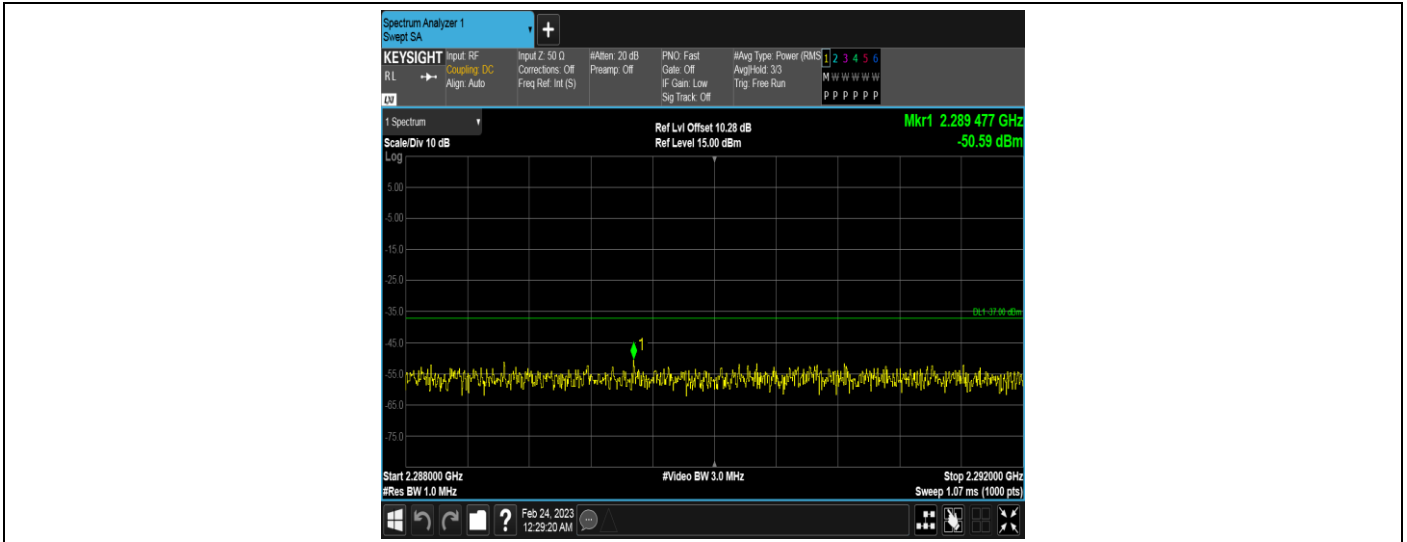 Spectrum Analyzer 1
Swept SA
+
KEYSIGHT
RL
LXI
Input: RF
Coupling: DC
Align: Auto
Input Z: 50 Ω
Corrections: Off
Freq Ref: Int (S)
#Atten: 20 dB
Preamp: Off
PNO: Fast
Gate: Off
IF Gain: Low
Sig Track: Off
#Avg Type: Power (RMS
Avg|Hold: 3/3
Trig: Free Run
1 2 3 4 5 6
M W W W W W
P P P P P P
1 Spectrum
Scale/Div 10 dB
Log
Ref Lvl Offset 10.28 dB
Ref Level 15.00 dBm
Mkr1 2.289 477 GHz
-50.59 dBm
5.00
-5.00
-15.0
-25.0
-35.0
DL1 -37.00 dBm
-45.0
1
-55.0
-65.0
-75.0
Start 2.288000 GHz
#Res BW 1.0 MHz
#Video BW 3.0 MHz
Stop 2.292000 GHz
Sweep 1.07 ms (1000 pts)
?
Feb 24, 2023
12:29:20 AM